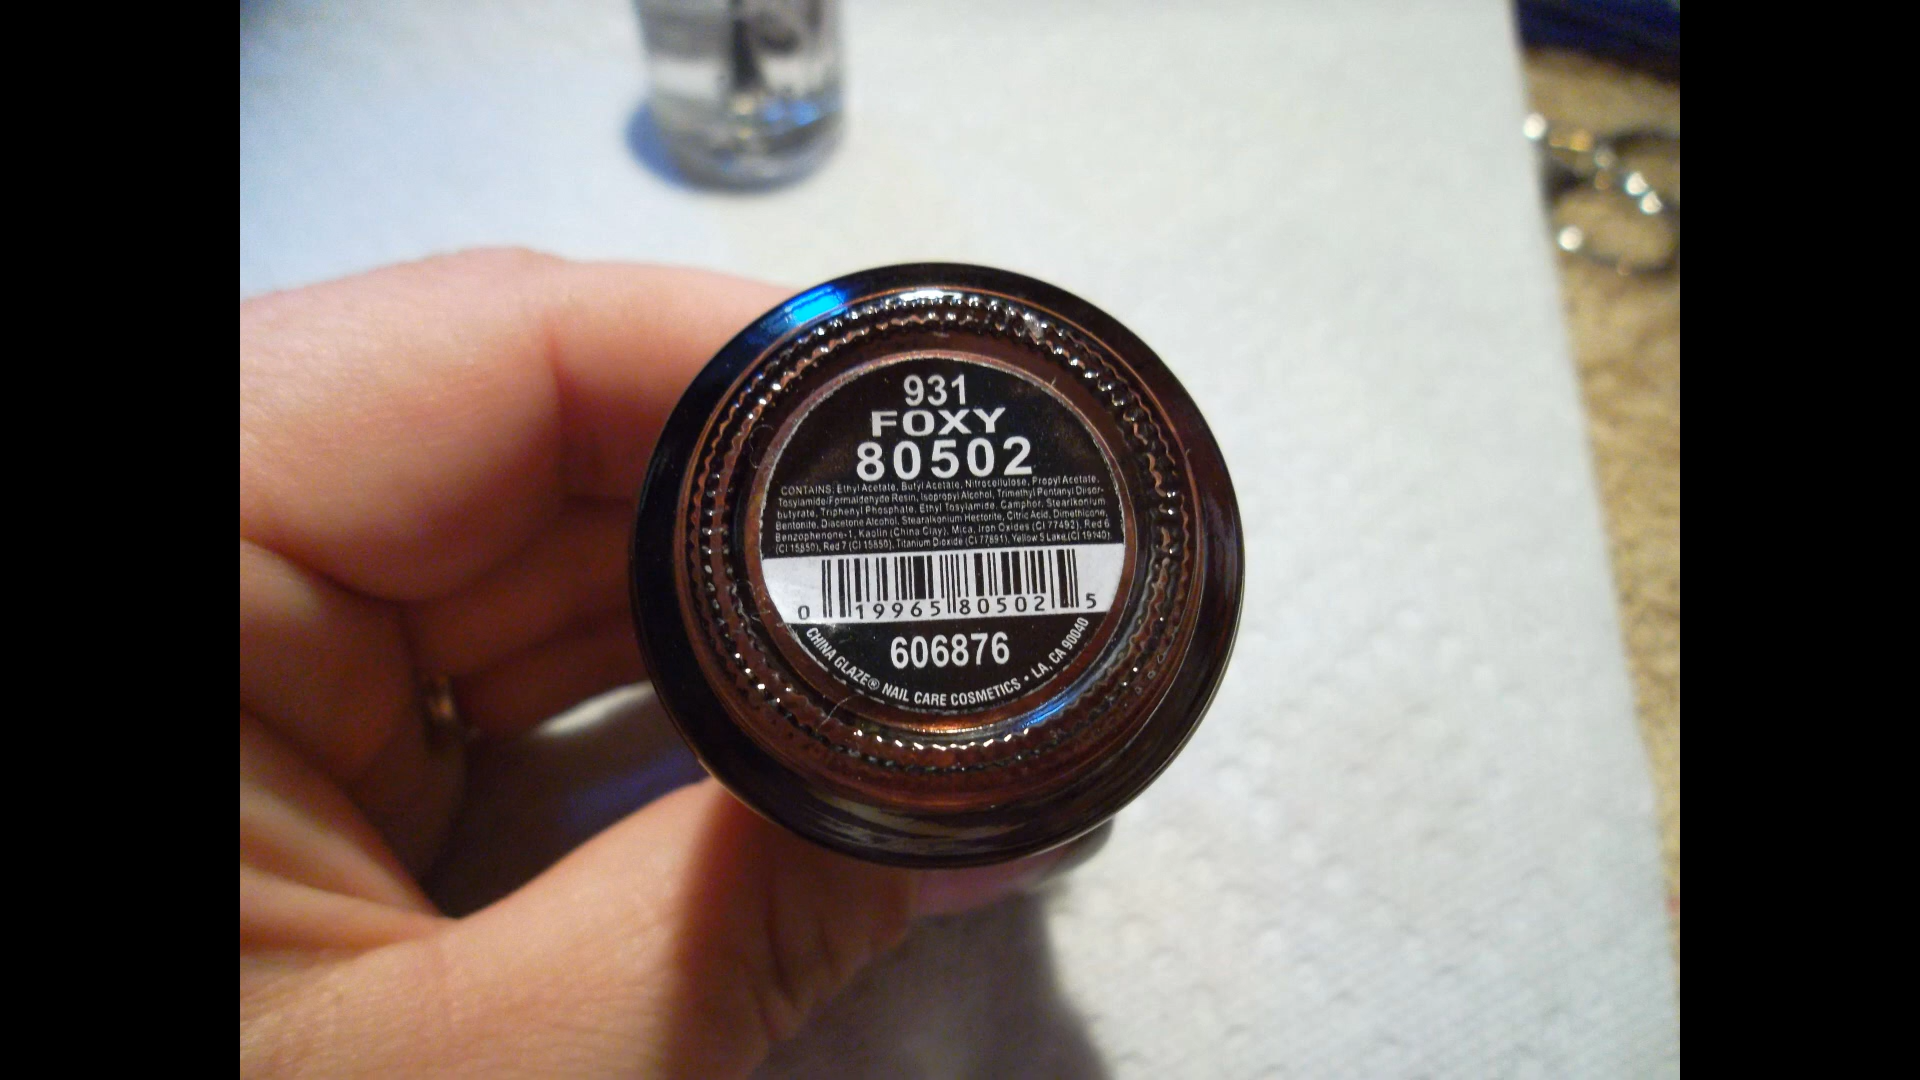 931
FOXY
80502
CONTAINS: Ethyl Acetate, Butyl Acetate, Nitrocellulose, Propyl Acetate,
Tosylamide/Formaldehyde Resin, Isopropyl Alcohol, Trimethyl Pentanyl Diisor-
butyrate, Triphenyl Phosphate, Ethyl Tosylamide, Camphor, Stearlkonium
Bentonite, Diacetone Alcohol, Stearalkonium Hectorite, Citric Acid, Dimethicone,
Benzophenone-1, Kaolin (China Clay), Mica, Iron Oxides (CI 77492), Red 6
(CI 15850), Red 7 (CI 15850), Titanium Dioxide (CI 77891), Yellow 5 Lake,(CI 19140).
0 19965 80502 5
606876
CHINA GLAZE® NAIL CARE COSMETICS • LA, CA 90040